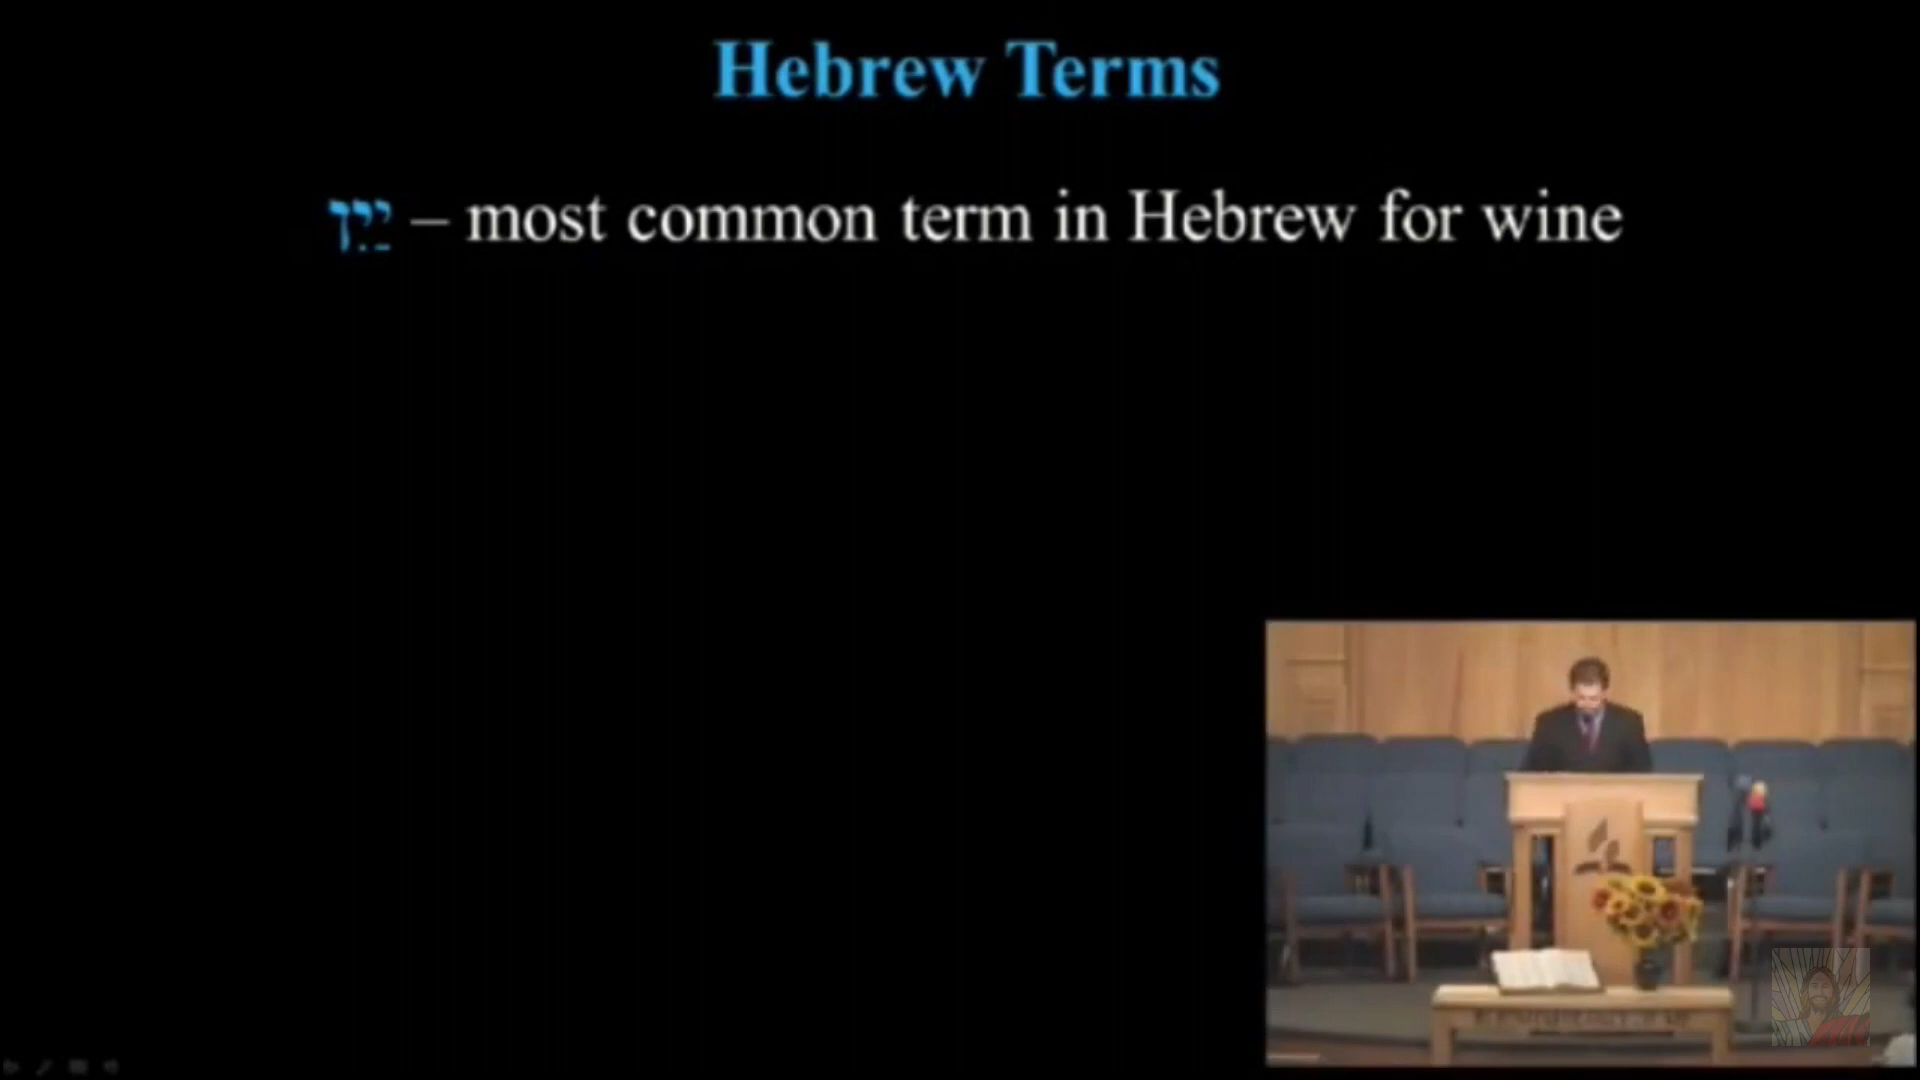 Hebrew Terms
יַיִן – most common term in Hebrew for wine